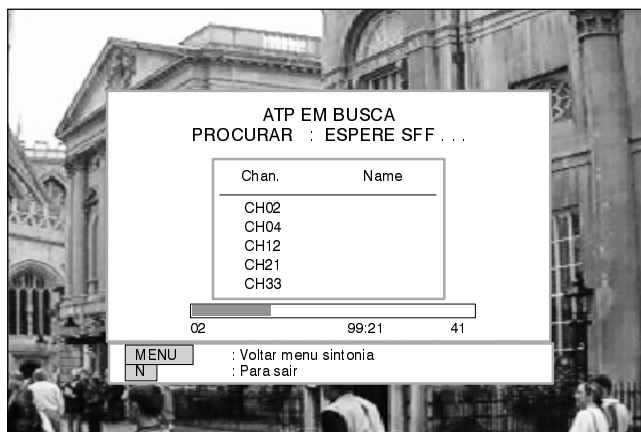 ATP EM BUSCA
PROCURAR : ESPERE SFF . . .
Chan. Name
CH02
CH04
CH12
CH21
CH33
02 99:21 41
MENU : Voltar menu sintonia
N : Para sair